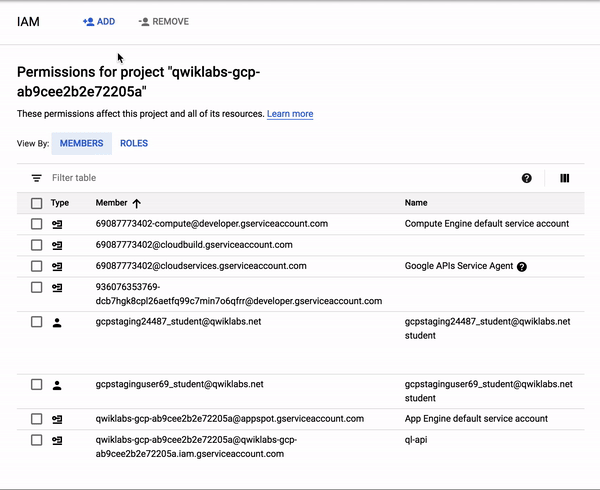 IAM ADD REMOVE
Permissions for project "qwiklabs-gcp-
ab9cee2b2e72205a"
These permissions affect this project and all of its resources. Learn more
View By: MEMBERS ROLES
Filter table
Type Member Name
69087773402-compute@developer.gserviceaccount.com Compute Engine default service account
69087773402@cloudbuild.gserviceaccount.com
69087773402@cloudservices.gserviceaccount.com Google APIs Service Agent
936076353769-
dcb7hgk8cpl26aetfq99c7min7o6qfrr@developer.gserviceaccount.com
gcpstaging24487_student@qwiklabs.net gcpstaging24487_student@qwiklabs.net
student
gcpstaginguser69_student@qwiklabs.net gcpstaginguser69_student@qwiklabs.net
student
qwiklabs-gcp-ab9cee2b2e72205a@appspot.gserviceaccount.com App Engine default service account
qwiklabs-gcp-ab9cee2b2e72205a@qwiklabs-gcp- ql-api
ab9cee2b2e72205a.iam.gserviceaccount.com